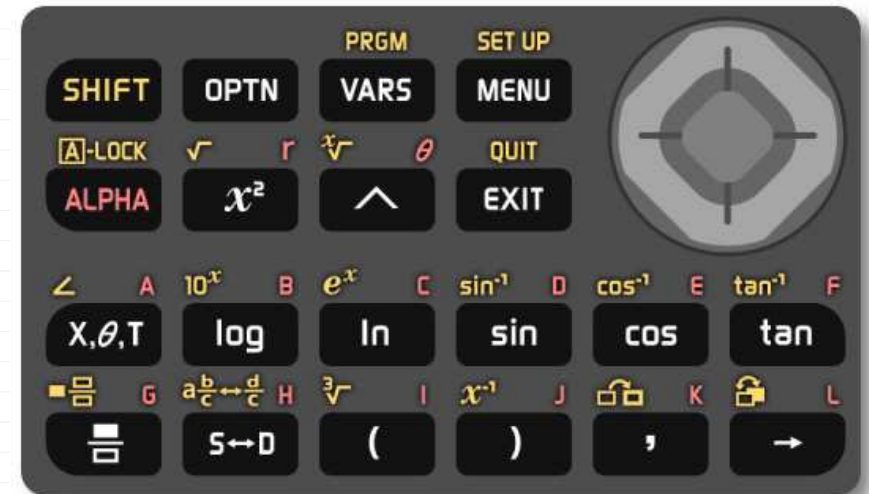 PRGM SET UP
SHIFT OPTN VARS MENU
A-LOCK √ r ˣ√ θ QUIT
ALPHA x² ^ EXIT
∠ A 10ˣ B eˣ C sin⁻¹ D cos⁻¹ E tan⁻¹ F
X,θ,T log ln sin cos tan
G a b/c↔d/c H ³√ I x⁻¹ J K L
S↔D ( ) , →